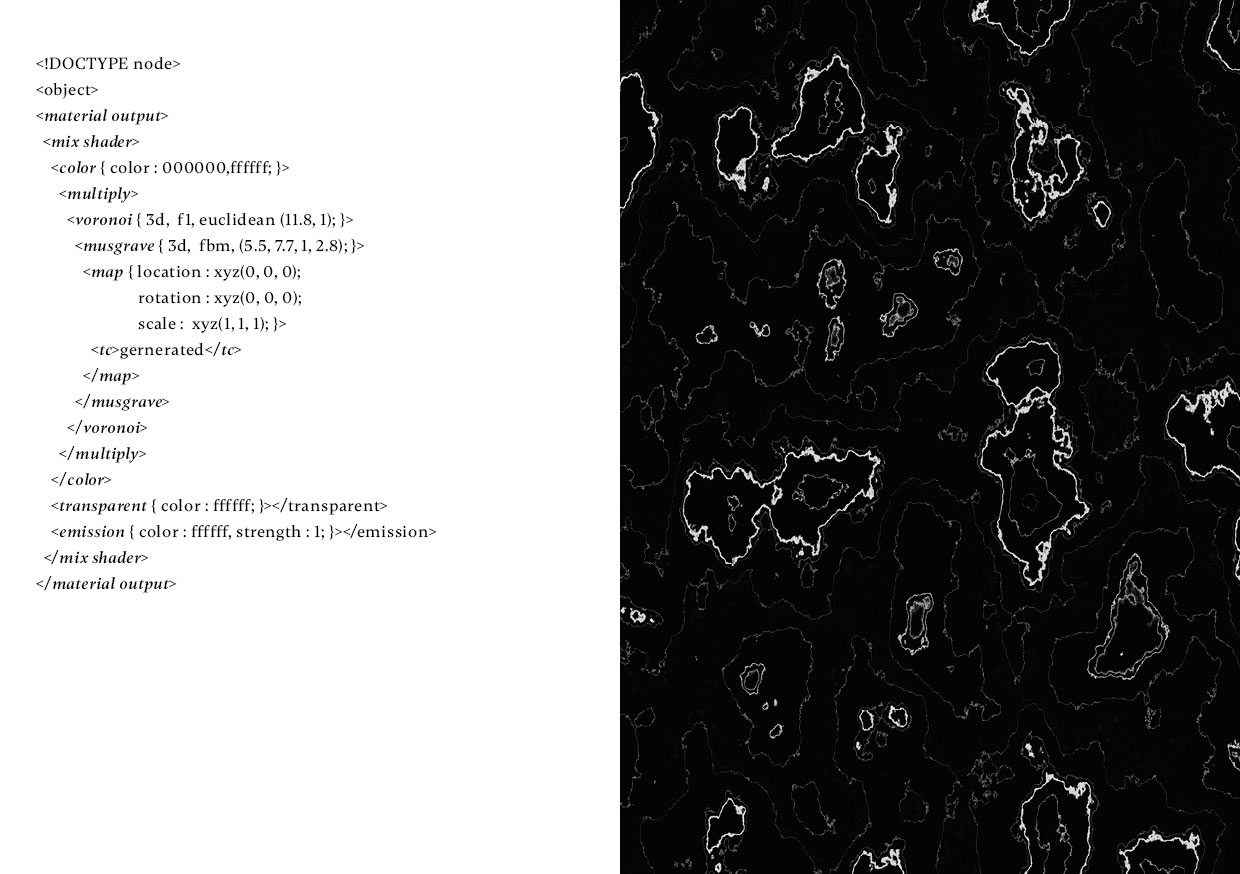 <!DOCTYPE node>
<object>
<material output>
<mix shader>
<color { color : 000000,ffffff; }>
<multiply>
<voronoi { 3d,  f1, euclidean (11.8, 1); }>
<musgrave { 3d,  fbm, (5.5, 7.7, 1, 2.8); }>
<map { location : xyz(0, 0, 0);
rotation : xyz(0, 0, 0);
scale :  xyz(1, 1, 1); }>
<tc>gernerated</tc>
</map>
</musgrave>
</voronoi>
</multiply>
</color>
<transparent { color : ffffff; }></transparent>
<emission { color : ffffff, strength : 1; }></emission>
</mix shader>
</material output>